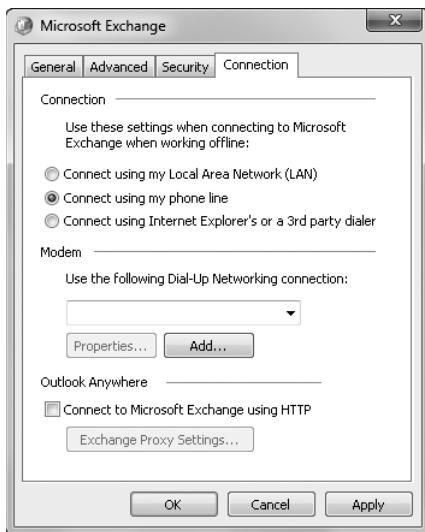 Microsoft Exchange
General Advanced Security Connection
Connection
Use these settings when connecting to Microsoft
Exchange when working offline:
Connect using my Local Area Network (LAN)
Connect using my phone line
Connect using Internet Explorer's or a 3rd party dialer
Modem
Use the following Dial-Up Networking connection:
Properties... Add...
Outlook Anywhere
Connect to Microsoft Exchange using HTTP
Exchange Proxy Settings...
OK Cancel Apply